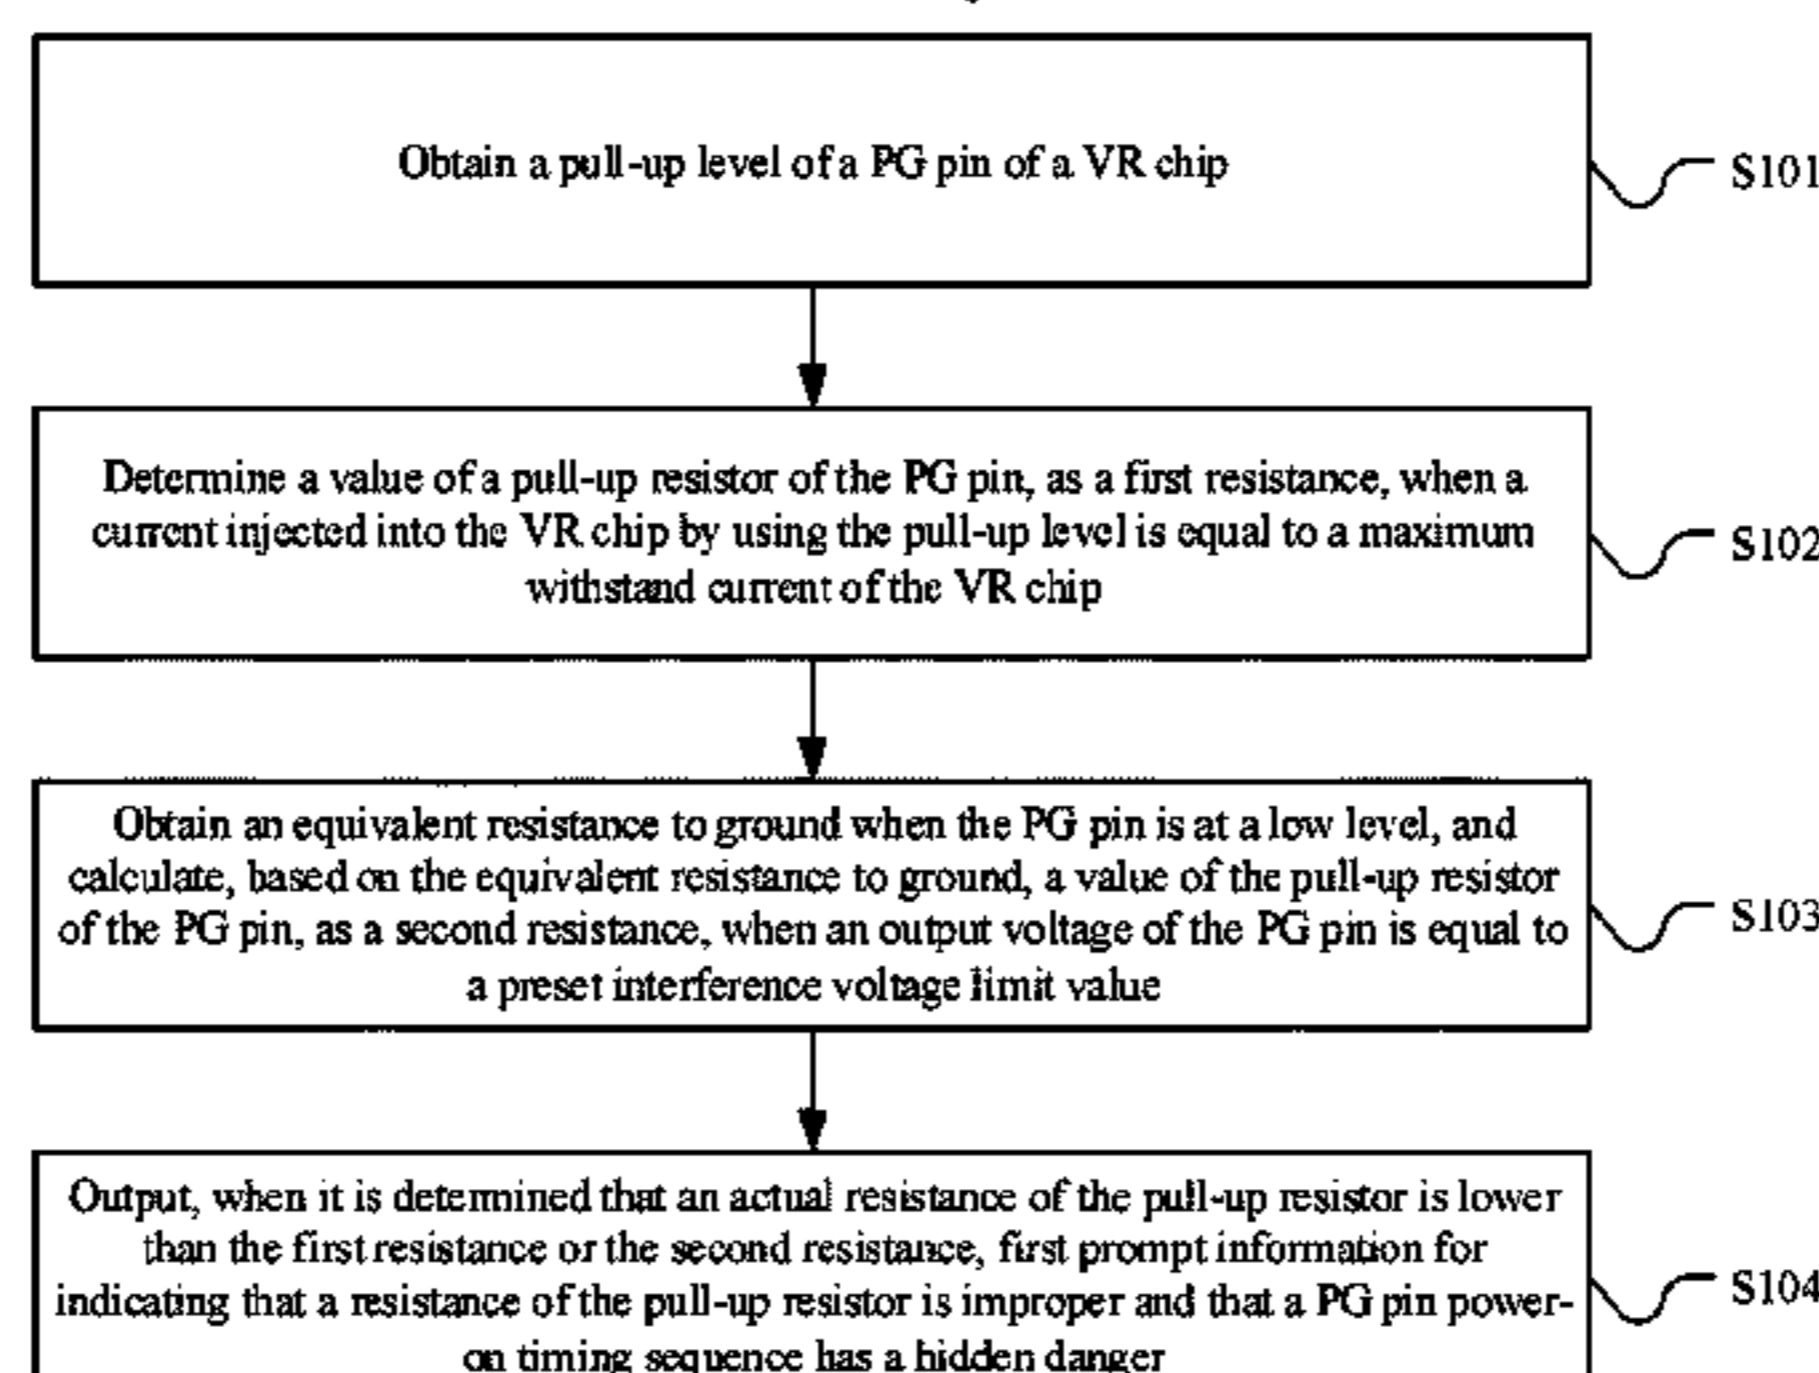 Obtain a pull-up level of a PG pin of a VR chip
S101
Determine a value of a pull-up resistor of the PG pin, as a first resistance, when a
current injected into the VR chip by using the pull-up level is equal to a maximum
withstand current of the VR chip
S102
Obtain an equivalent resistance to ground when the PG pin is at a low level, and
calculate, based on the equivalent resistance to ground, a value of the pull-up resistor
of the PG pin, as a second resistance, when an output voltage of the PG pin is equal to
a preset interference voltage limit value
S103
Output, when it is determined that an actual resistance of the pull-up resistor is lower
than the first resistance or the second resistance, first prompt information for
indicating that a resistance of the pull-up resistor is improper and that a PG pin power-
on timing sequence has a hidden danger
S104